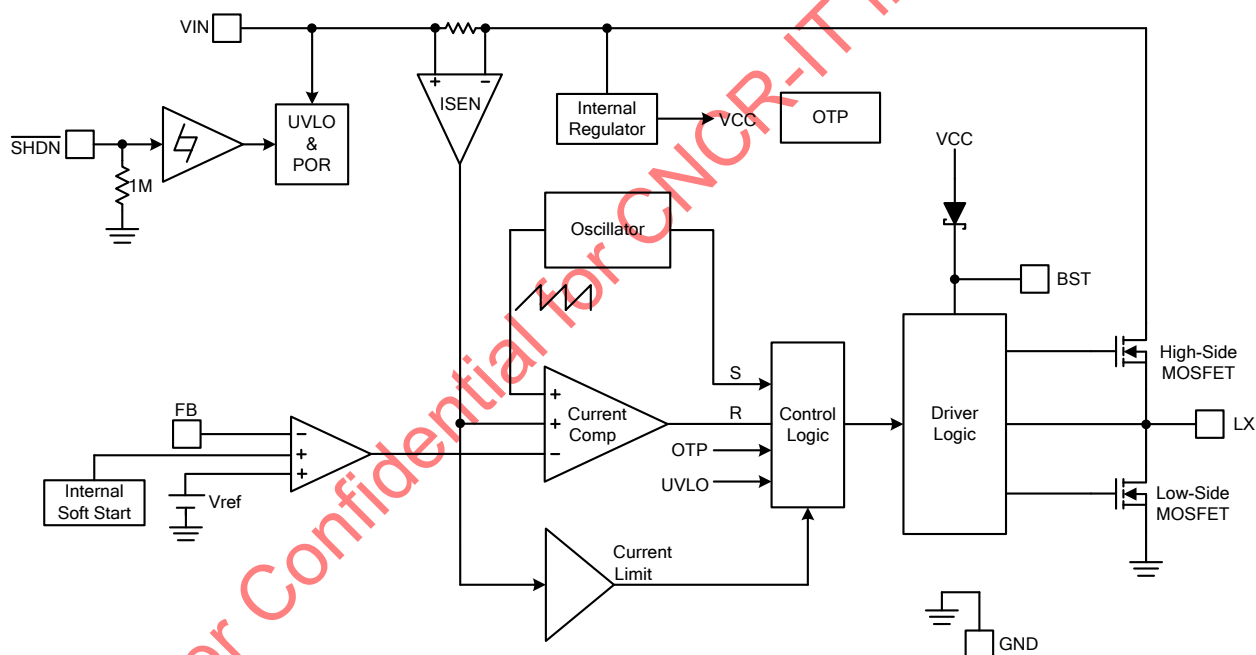 VIN
ISEN
+ −
Internal
Regulator
VCC
OTP
SHDN
UVLO
&
POR
1M
VCC
Oscillator
BST
High-Side
MOSFET
S
R
Control
Logic
Driver
Logic
LX
FB
−
+
+
+
+
−
Current
Comp
OTP
UVLO
Internal
Soft Start
Vref
Low-Side
MOSFET
Current
Limit
GND
or Confidential for CNCR-IT